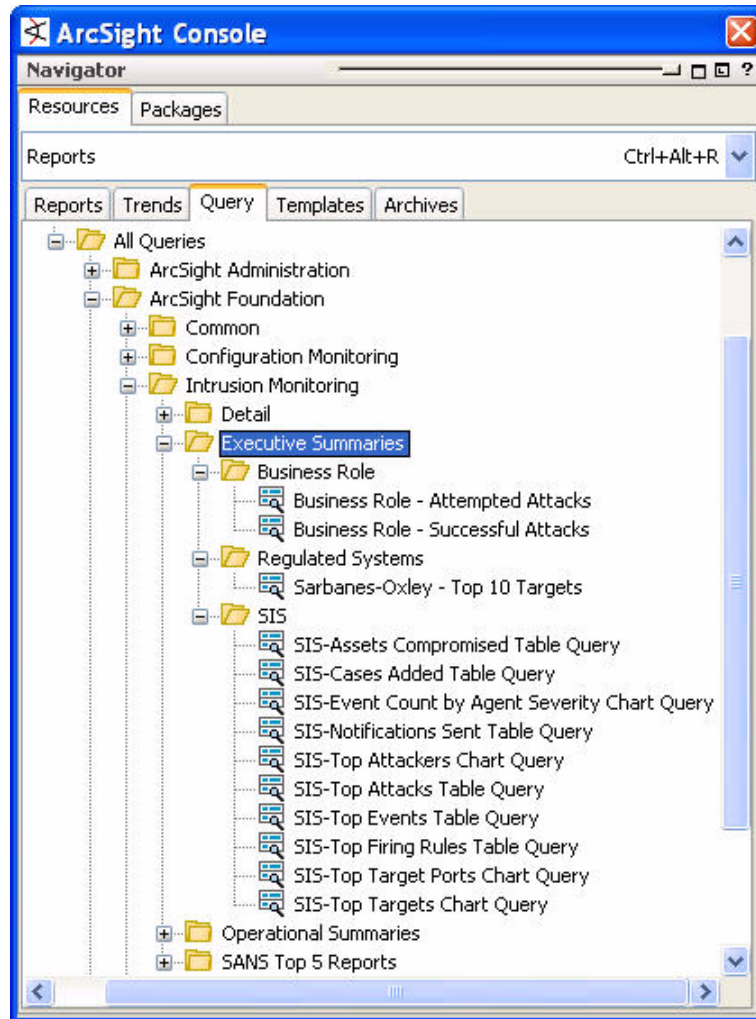 ArcSight Console
Navigator ?
Resources Packages
Reports Ctrl+Alt+R
Reports Trends Query Templates Archives
All Queries
ArcSight Administration
ArcSight Foundation
Common
Configuration Monitoring
Intrusion Monitoring
Detail
Executive Summaries
Business Role
Business Role - Attempted Attacks
Business Role - Successful Attacks
Regulated Systems
Sarbanes-Oxley - Top 10 Targets
SIS
SIS-Assets Compromised Table Query
SIS-Cases Added Table Query
SIS-Event Count by Agent Severity Chart Query
SIS-Notifications Sent Table Query
SIS-Top Attackers Chart Query
SIS-Top Attacks Table Query
SIS-Top Events Table Query
SIS-Top Firing Rules Table Query
SIS-Top Target Ports Chart Query
SIS-Top Targets Chart Query
Operational Summaries
SANS Top 5 Reports